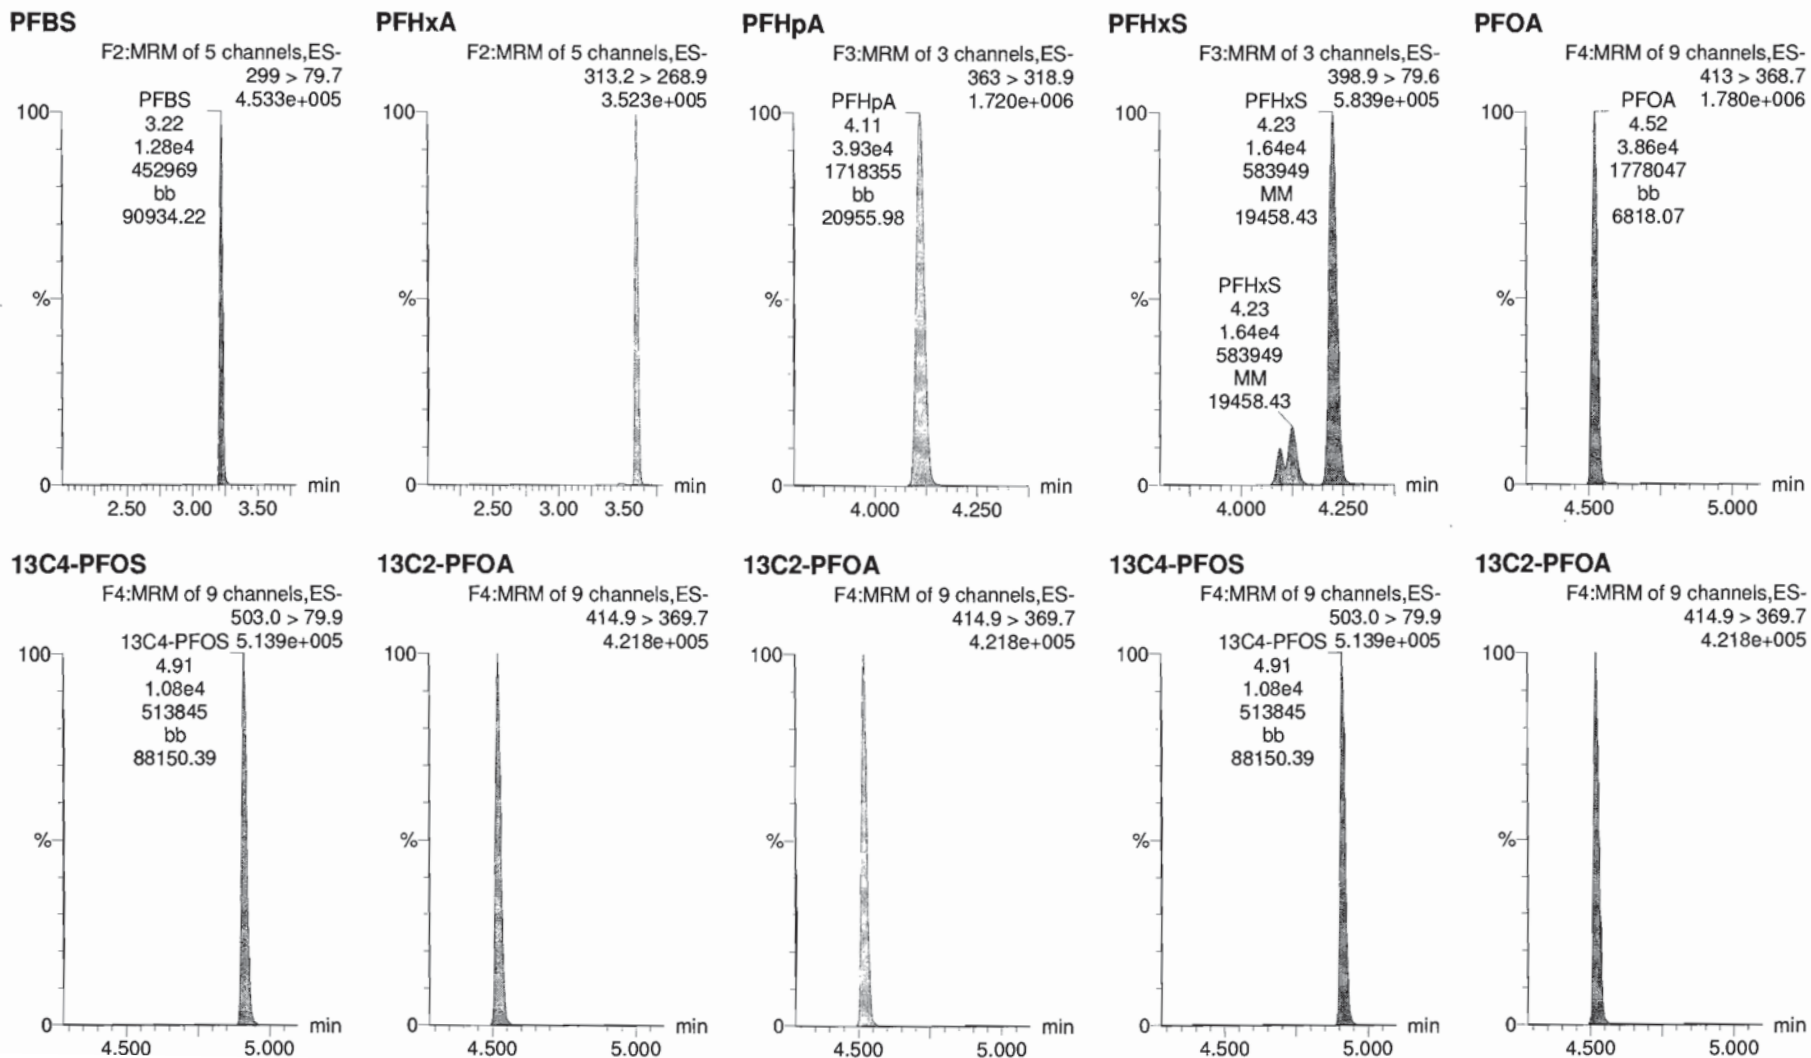 PFBS
F2:MRM of 5 channels,ES-
299 > 79.7
4.533e+005
PFBS
3.22
1.28e4
452969
bb
90934.22
100
%
0
min
2.50 3.00 3.50
PFHxA
F2:MRM of 5 channels,ES-
313.2 > 268.9
3.523e+005
100
%
0
min
2.50 3.00 3.50
PFHpA
F3:MRM of 3 channels,ES-
363 > 318.9
1.720e+006
PFHpA
4.11
3.93e4
1718355
bb
20955.98
100
%
0
min
4.000 4.250
PFHxS
F3:MRM of 3 channels,ES-
398.9 > 79.6
5.839e+005
PFHxS
4.23
1.64e4
583949
MM
19458.43
PFHxS
4.23
1.64e4
583949
MM
19458.43
100
%
0
min
4.000 4.250
PFOA
F4:MRM of 9 channels,ES-
413 > 368.7
1.780e+006
PFOA
4.52
3.86e4
1778047
bb
6818.07
100
%
0
min
4.500 5.000
13C4-PFOS
F4:MRM of 9 channels,ES-
503.0 > 79.9
13C4-PFOS 5.139e+005
4.91
1.08e4
513845
bb
88150.39
100
%
0
min
4.500 5.000
13C2-PFOA
F4:MRM of 9 channels,ES-
414.9 > 369.7
4.218e+005
100
%
0
min
4.500 5.000
13C2-PFOA
F4:MRM of 9 channels,ES-
414.9 > 369.7
4.218e+005
100
%
0
min
4.500 5.000
13C4-PFOS
F4:MRM of 9 channels,ES-
503.0 > 79.9
13C4-PFOS 5.139e+005
4.91
1.08e4
513845
bb
88150.39
100
%
0
min
4.500 5.000
13C2-PFOA
F4:MRM of 9 channels,ES-
414.9 > 369.7
4.218e+005
100
%
0
min
4.500 5.000